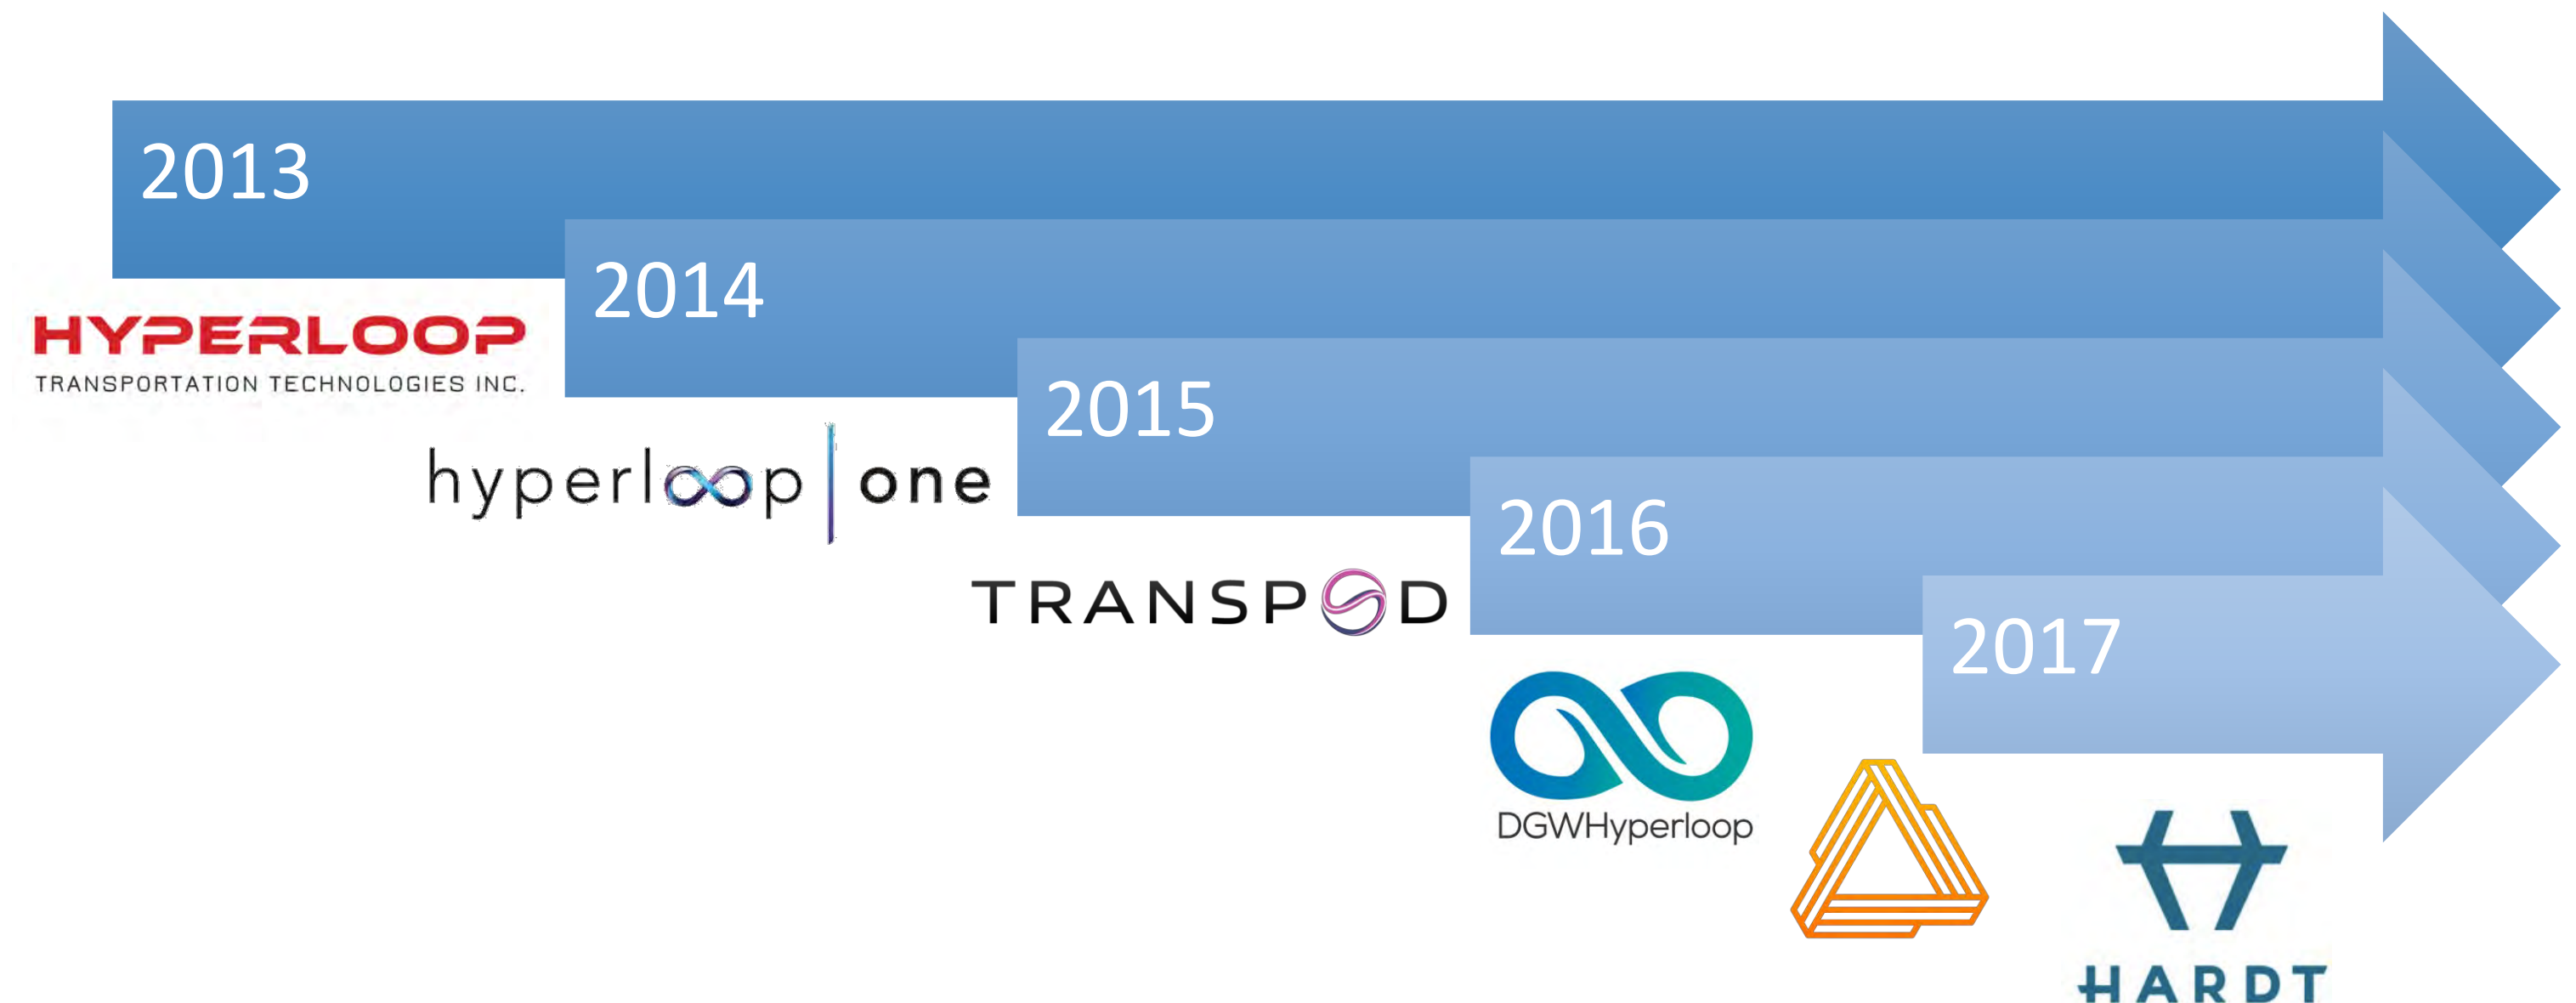 2013
HYPERLOOP
TRANSPORTATION TECHNOLOGIES INC.
2014
hyperloop | one
2015
TRANSPOD
2016
DGWHyperloop
2017
HARDT